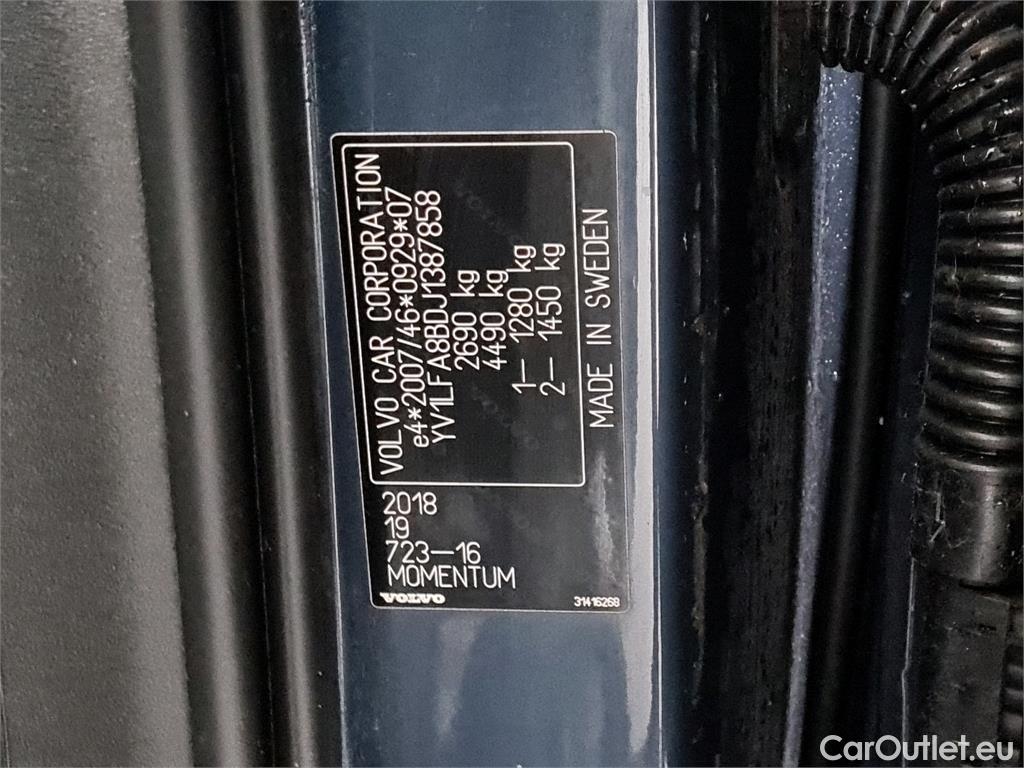 VOLVO CAR CORPORATION
e4*2007/46*0929*07
YV1LFA8BDJ1387858
2690 kg
4490 kg
1— 1280 kg
2— 1450 kg
MADE IN SWEDEN
2018
19
723—16
MOMENTUM
VOLVO
31416268
CarOutlet.eu